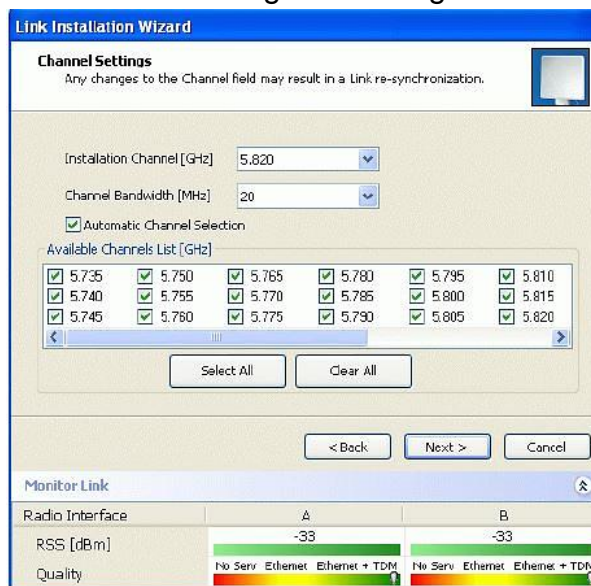 Link Installation Wizard
Channel Settings
Any changes to the Channel field may result in a Link re-synchronization.
Installation Channel [GHz] 5.820
Channel Bandwidth [MHz] 20
Automatic Channel Selection
Available Channels List [GHz]
5.735 5.750 5.765 5.780 5.795 5.810
5.740 5.755 5.770 5.785 5.800 5.815
5.745 5.760 5.775 5.790 5.805 5.820
Select All Clear All
< Back Next > Cancel
Monitor Link
Radio Interface A B
RSS [dBm] -33 -33
Quality No Serv Ethernet Ethernet + TDM No Serv Ethernet Ethernet + TDM